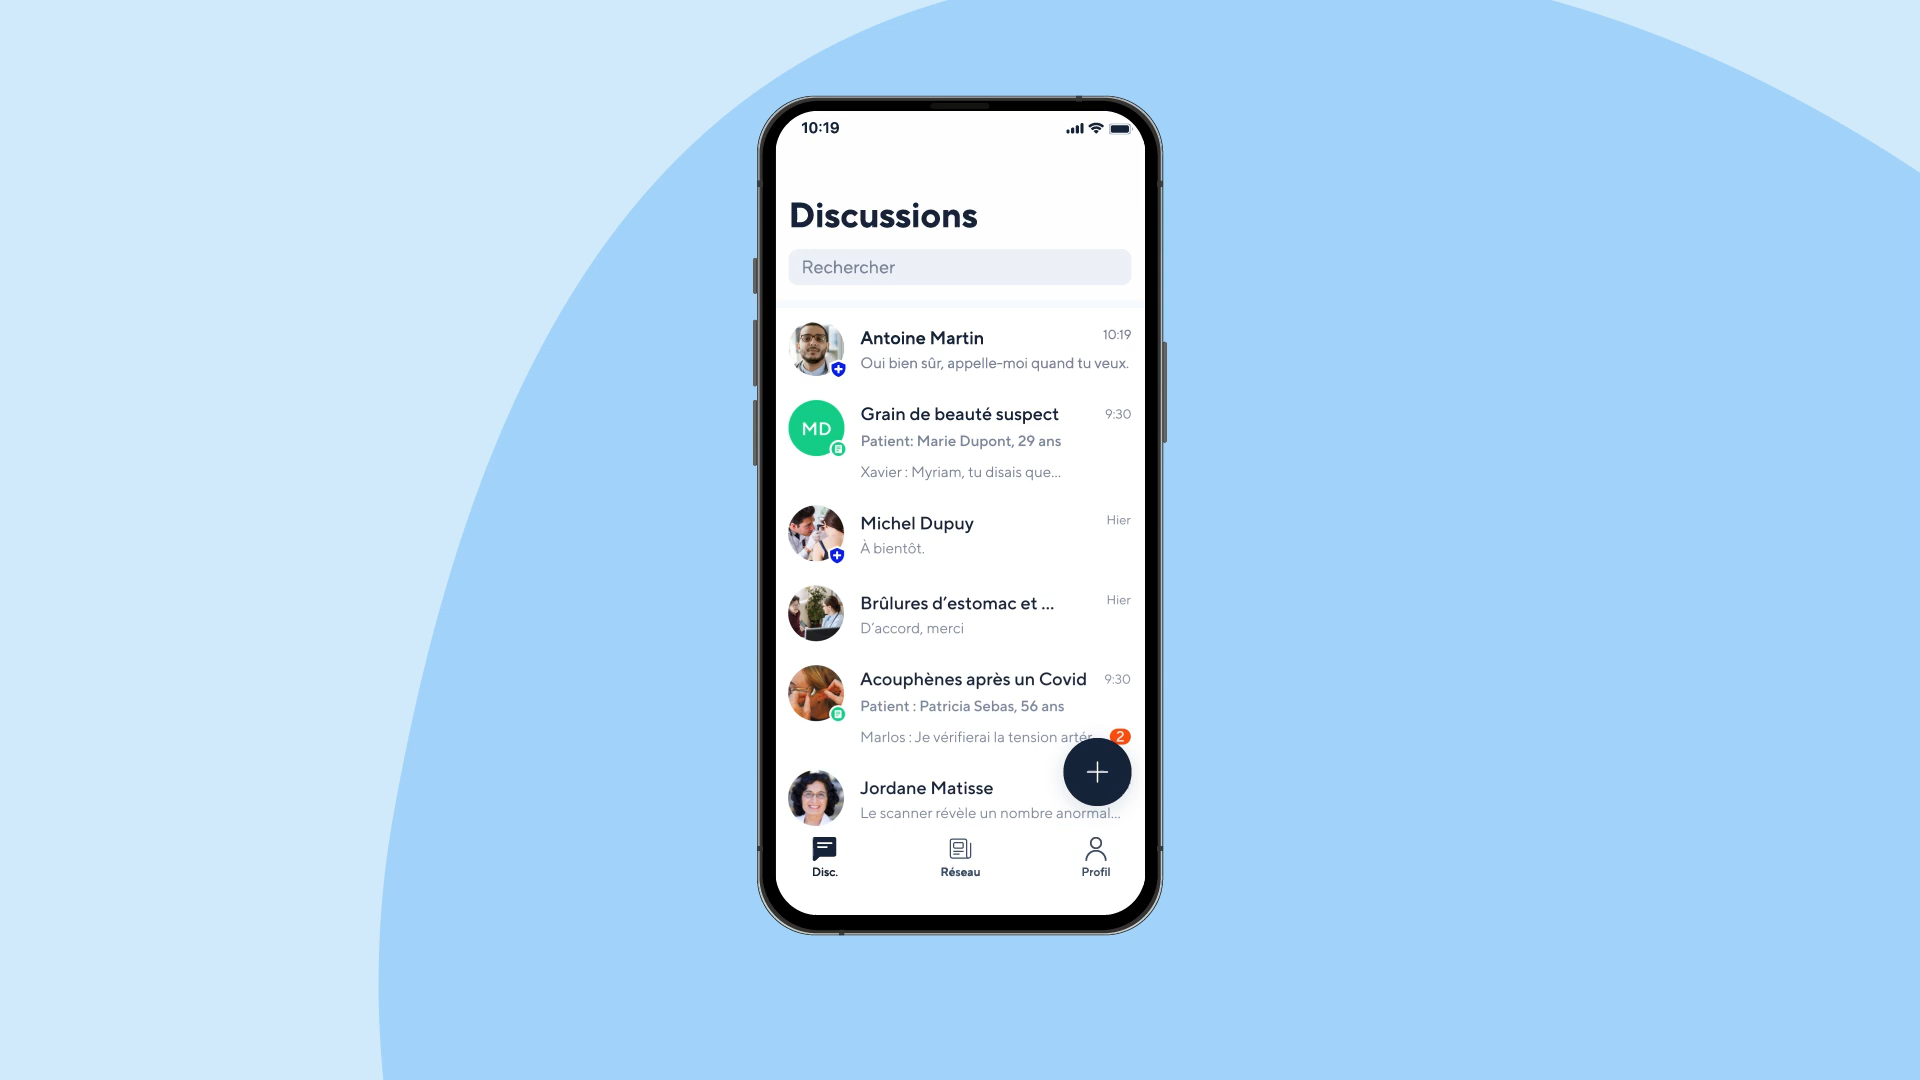 10:19
Discussions
Rechercher
Antoine Martin
10:19
Oui bien sûr, appelle-moi quand tu veux.
MD
Grain de beauté suspect
9:30
Patient: Marie Dupont, 29 ans
Xavier : Myriam, tu disais que...
Michel Dupuy
Hier
À bientôt.
Brûlures d’estomac et ...
Hier
D’accord, merci
Acouphènes après un Covid
9:30
Patient : Patricia Sebas, 56 ans
Marlos : Je vérifierai la tension artér
2
Jordane Matisse
Le scanner révèle un nombre anormal...
Disc.
Réseau
Profil